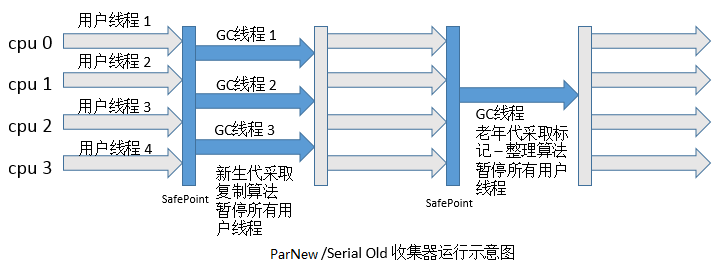 用户线程 1
cpu 0
用户线程 2
cpu 1
用户线程 3
cpu 2
用户线程 4
cpu 3
SafePoint
GC线程 1
GC线程 2
GC线程 3
新生代采取
复制算法
暂停所有用
户线程
SafePoint
GC线程
老年代采取标
记–整理算法
暂停所有用户
线程
ParNew /Serial Old 收集器运行示意图